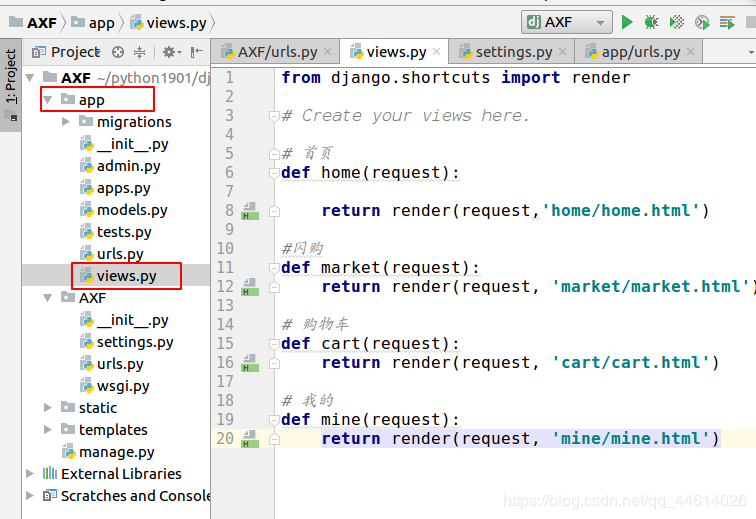 AXF app views.py AXF
1: Project
Project AXF/urls.py views.py settings.py app/urls.py
AXF ~/python1901/dj
app
migrations
__init__.py
admin.py
apps.py
models.py
tests.py
urls.py
views.py
AXF
__init__.py
settings.py
urls.py
wsgi.py
static
templates
manage.py
External Libraries
Scratches and Console
1 from django.shortcuts import render
2
3 # Create your views here.
4
5 # 首页
6 def home(request):
7
8 return render(request,'home/home.html')
9
10 #闪购
11 def market(request):
12 return render(request, 'market/market.html')
13
14 # 购物车
15 def cart(request):
16 return render(request, 'cart/cart.html')
17
18 # 我的
19 def mine(request):
20 return render(request, 'mine/mine.html')
https://blog.csdn.net/qq_44614026